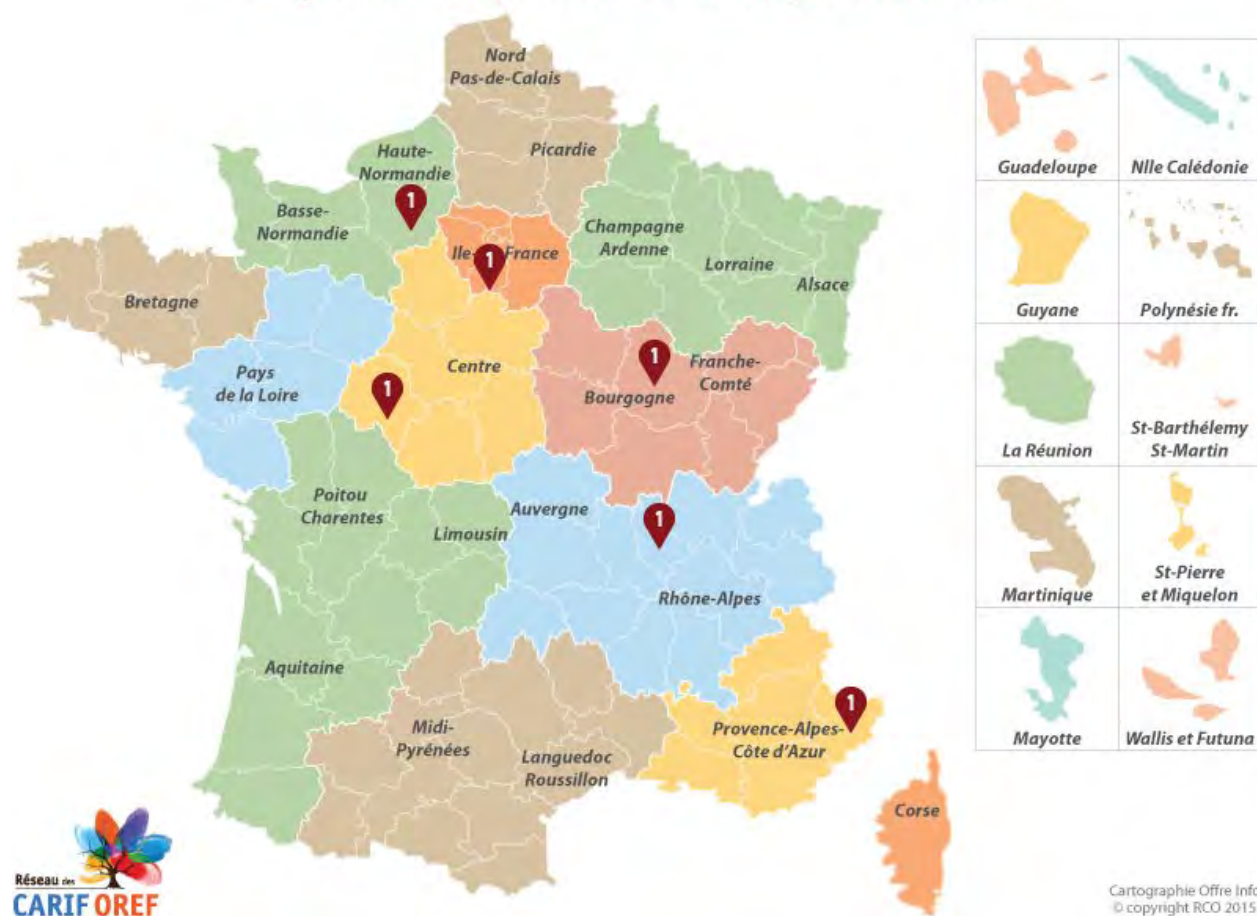 Nord
Pas-de-Calais
Picardie
Haute-
Normandie
1
Basse-
Normandie
Ile- France
1
Champagne
Ardenne
Lorraine
Alsace
Bretagne
Pays
de la Loire
Centre
1
1
Bourgogne
Franche-
Comté
Poitou
Charentes
Limousin
Auvergne
1
Rhône-Alpes
Aquitaine
Midi-
Pyrénées
Languedoc
Roussillon
Provence-Alpes-
Côte d'Azur
1
Corse
Guadeloupe
Nlle Calédonie
Guyane
Polynésie fr.
La Réunion
St-Barthélemy
St-Martin
Martinique
St-Pierre
et Miquelon
Mayotte
Wallis et Futuna
Réseau des
CARIF OREF
Cartographie Offre Info
© copyright RCO 2015